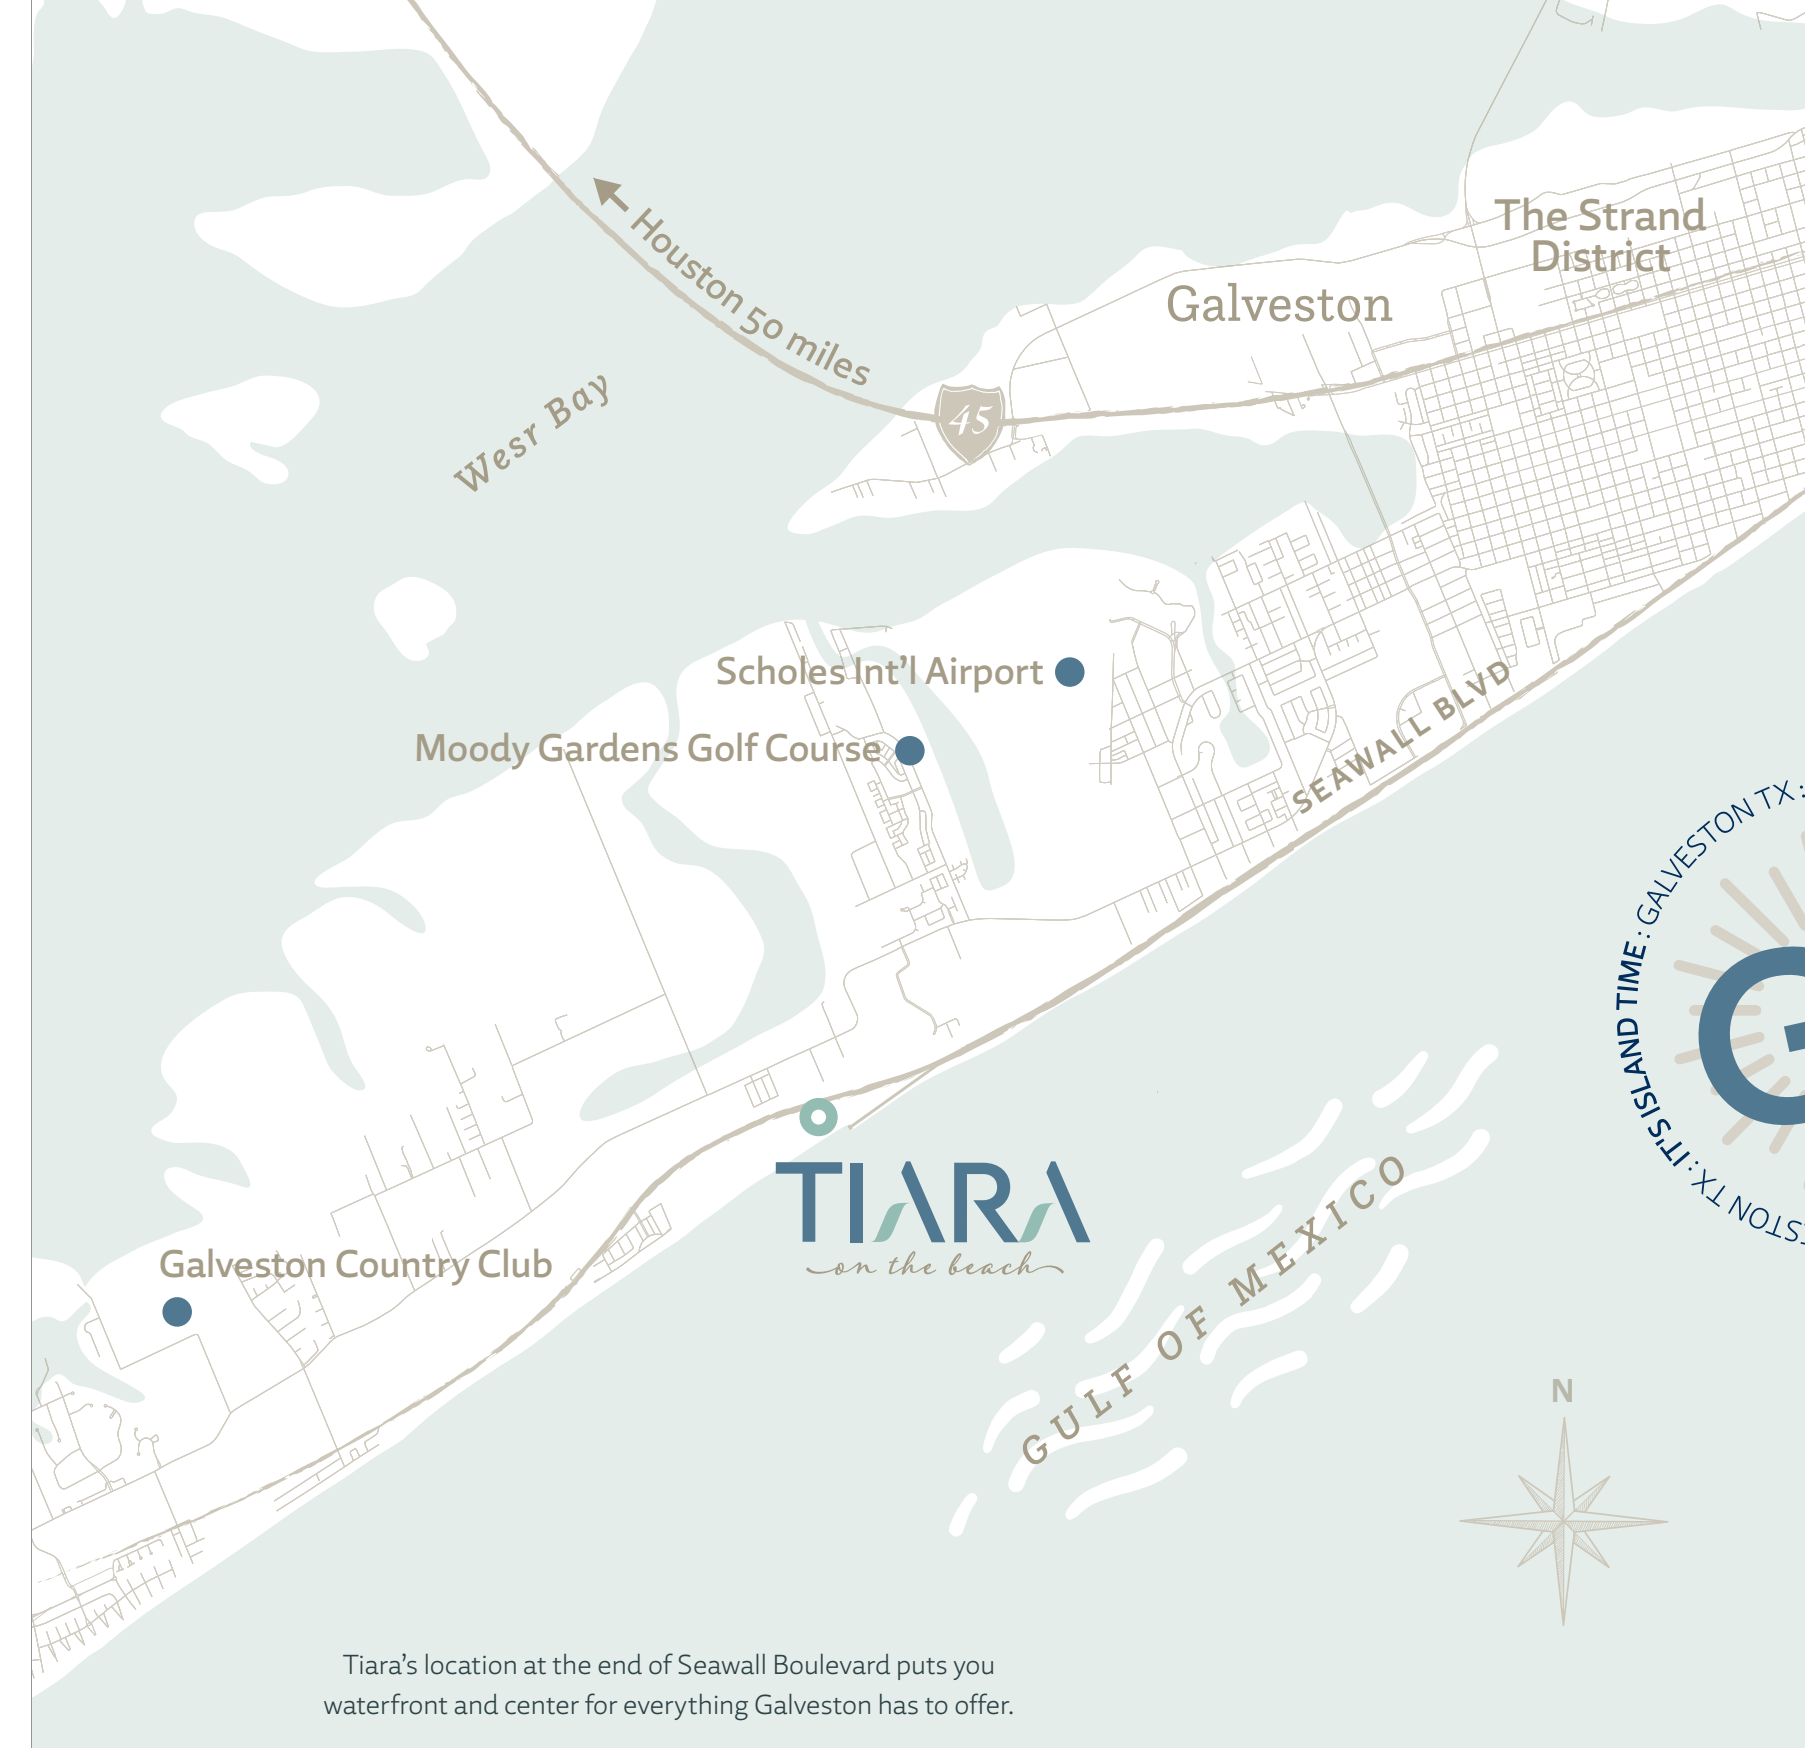 The Strand
District
Galveston
Houston 50 miles
45
Wesr Bay
Scholes Int'l Airport
Moody Gardens Golf Course
SEAWALL BLVD
GALVESTON TX :
IT'S ISLAND TIME :
STON TX :
G
TIARA
on the beach
Galveston Country Club
GULF OF MEXICO
N
Tiara's location at the end of Seawall Boulevard puts you
waterfront and center for everything Galveston has to offer.